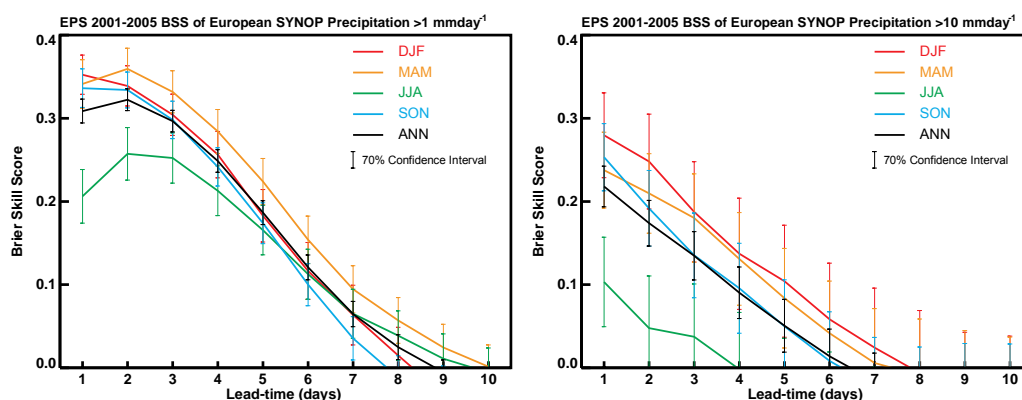 EPS 2001-2005 BSS of European SYNOP Precipitation >1 mmday-1
0.4
0.3
0.2
0.1
0.0
Brier Skill Score
DJF
MAM
JJA
SON
ANN
70% Confidence Interval
1 2 3 4 5 6 7 8 9 10
Lead-time (days)
EPS 2001-2005 BSS of European SYNOP Precipitation >10 mmday-1
0.4
0.3
0.2
0.1
0.0
Brier Skill Score
DJF
MAM
JJA
SON
ANN
70% Confidence Interval
1 2 3 4 5 6 7 8 9 10
Lead-time (days)